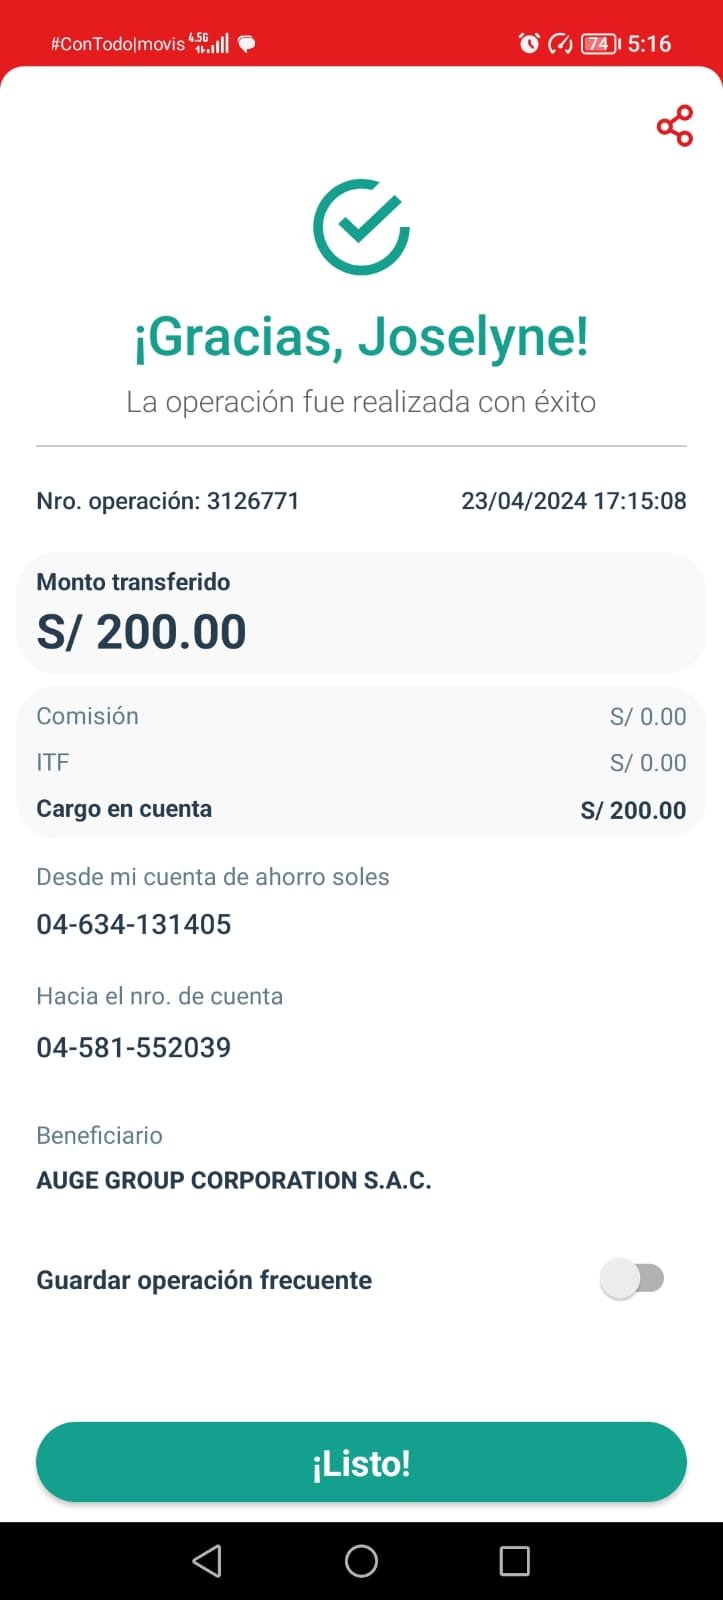 #ConTodo|movis 4.5G 74 5:16
¡Gracias, Joselyne!
La operación fue realizada con éxito
Nro. operación: 3126771 23/04/2024 17:15:08
Monto transferido
S/ 200.00
Comisión S/ 0.00
ITF S/ 0.00
Cargo en cuenta S/ 200.00
Desde mi cuenta de ahorro soles
04-634-131405
Hacia el nro. de cuenta
04-581-552039
Beneficiario
AUGE GROUP CORPORATION S.A.C.
Guardar operación frecuente
¡Listo!